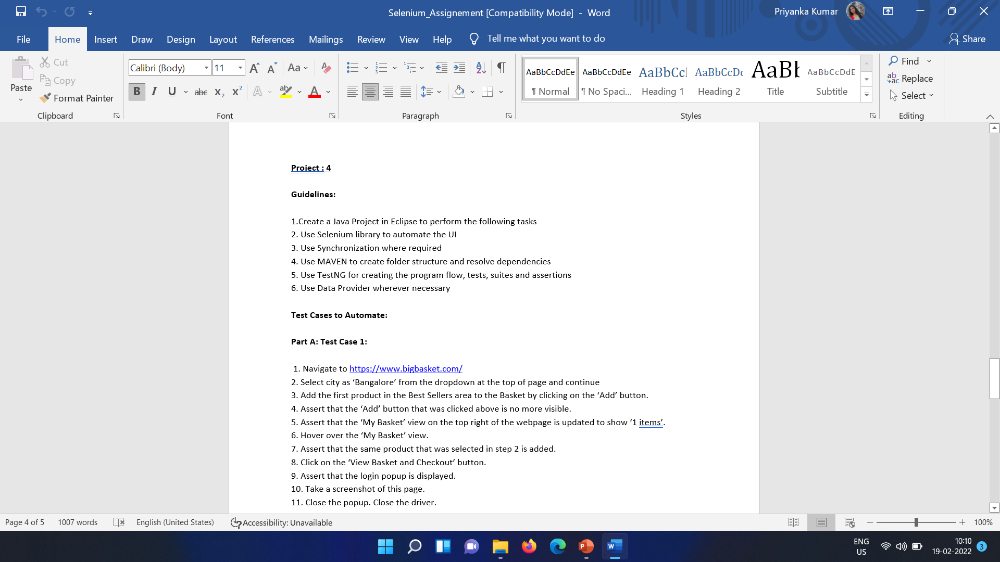 Selenium_Assignement [Compatibility Mode] - Word
Priyanka Kumar
File Home Insert Draw Design Layout References Mailings Review View Help Tell me what you want to do Share
Paste
Cut
Copy
Format Painter
Clipboard
Calibri (Body) 11
Font
Paragraph
AaBbCcDdEe AaBbCcDdEe AaBbCc AaBbCcDc AaBb AaBbCcDdE
¶ Normal ¶ No Spaci... Heading 1 Heading 2 Title Subtitle
Styles
Find
Replace
Select
Editing
Project : 4
Guidelines:
1.Create a Java Project in Eclipse to perform the following tasks
2. Use Selenium library to automate the UI
3. Use Synchronization where required
4. Use MAVEN to create folder structure and resolve dependencies
5. Use TestNG for creating the program flow, tests, suites and assertions
6. Use Data Provider wherever necessary
Test Cases to Automate:
Part A: Test Case 1:
1. Navigate to https://www.bigbasket.com/
2. Select city as ‘Bangalore’ from the dropdown at the top of page and continue
3. Add the first product in the Best Sellers area to the Basket by clicking on the ‘Add’ button.
4. Assert that the ‘Add’ button that was clicked above is no more visible.
5. Assert that the ‘My Basket’ view on the top right of the webpage is updated to show ‘1 items’.
6. Hover over the ‘My Basket’ view.
7. Assert that the same product that was selected in step 2 is added.
8. Click on the ‘View Basket and Checkout’ button.
9. Assert that the login popup is displayed.
10. Take a screenshot of this page.
11. Close the popup. Close the driver.
Page 4 of 5 1007 words English (United States) Accessibility: Unavailable 100%
ENG
US
10:10
19-02-2022
3